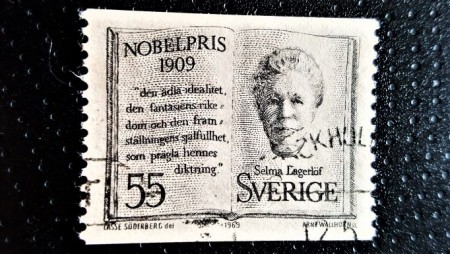 NOBELPRIS
1909
"den ädla idealitet,
den fantasiens rike-
dom och den fram-
ställningens själfullhet,
som prägla hennes
diktning."
Selma Lagerlöf
55
SVERIGE
LASSE SÖDERBERG del
1969
ARNE WALLHORN SC